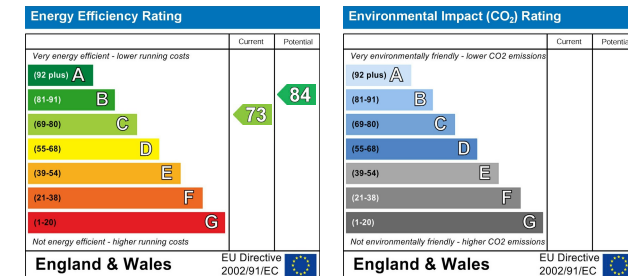 Energy Efficiency Rating
Current Potential
Very energy efficient - lower running costs
(92 plus) A
(81-91) B
(69-80) C
(55-68) D
(39-54) E
(21-38) F
(1-20) G
73
84
Not energy efficient - higher running costs
England & Wales
EU Directive
2002/91/EC
Environmental Impact (CO₂) Rating
Current Potential
Very environmentally friendly - lower CO2 emissions
(92 plus) A
(81-91) B
(69-80) C
(55-68) D
(39-54) E
(21-38) F
(1-20) G
Not environmentally friendly - higher CO2 emissions
England & Wales
EU Directive
2002/91/EC